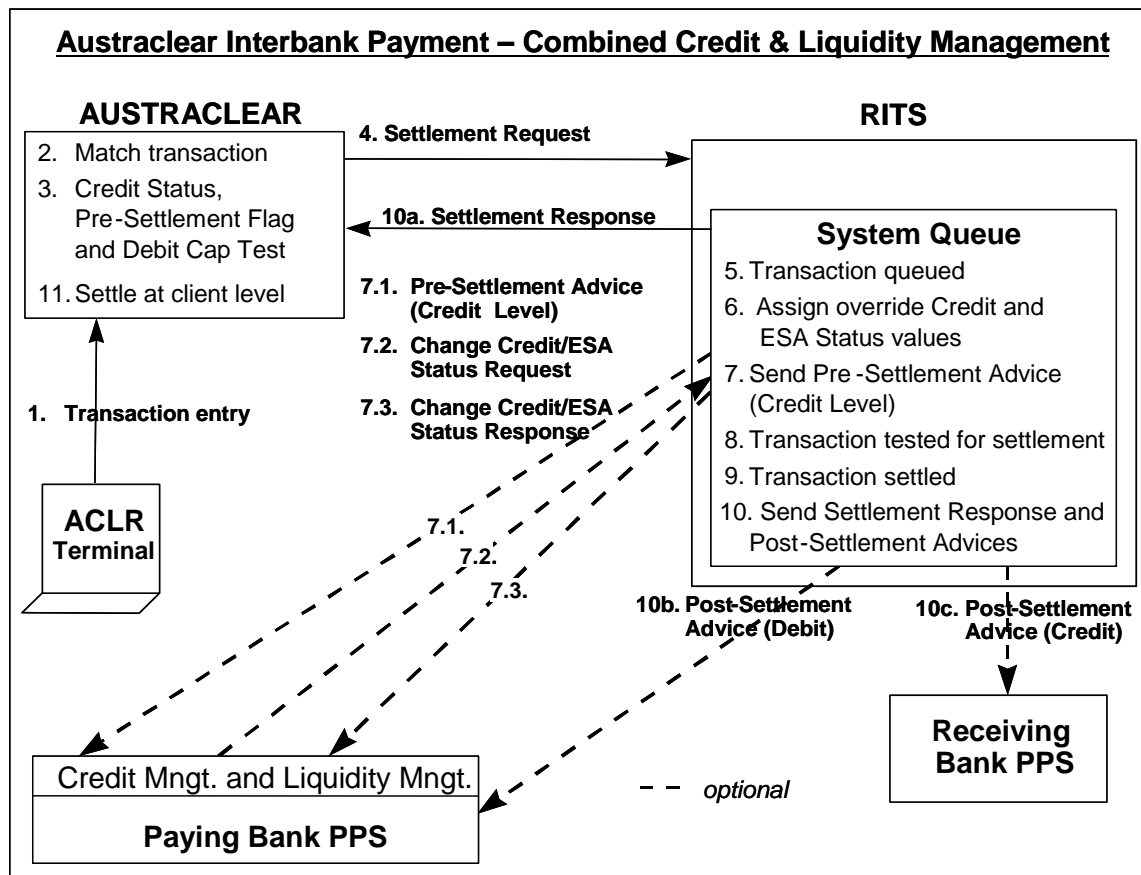 Austraclear Interbank Payment – Combined Credit & Liquidity Management
AUSTRACLEAR
2. Match transaction
3. Credit Status,
Pre-Settlement Flag
and Debit Cap Test
11. Settle at client level
4. Settlement Request
10a. Settlement Response
7.1. Pre-Settlement Advice
(Credit Level)
7.2. Change Credit/ESA
Status Request
7.3. Change Credit/ESA
Status Response
RITS
System Queue
5. Transaction queued
6. Assign override Credit and
ESA Status values
7. Send Pre-Settlement Advice
(Credit Level)
8. Transaction tested for settlement
9. Transaction settled
10. Send Settlement Response and
Post-Settlement Advices
1. Transaction entry
ACLR
Terminal
7.1.
7.2.
7.3.
10b. Post-Settlement
Advice (Debit)
10c. Post-Settlement
Advice (Credit)
Receiving
Bank PPS
Credit Mngt. and Liquidity Mngt.
Paying Bank PPS
optional